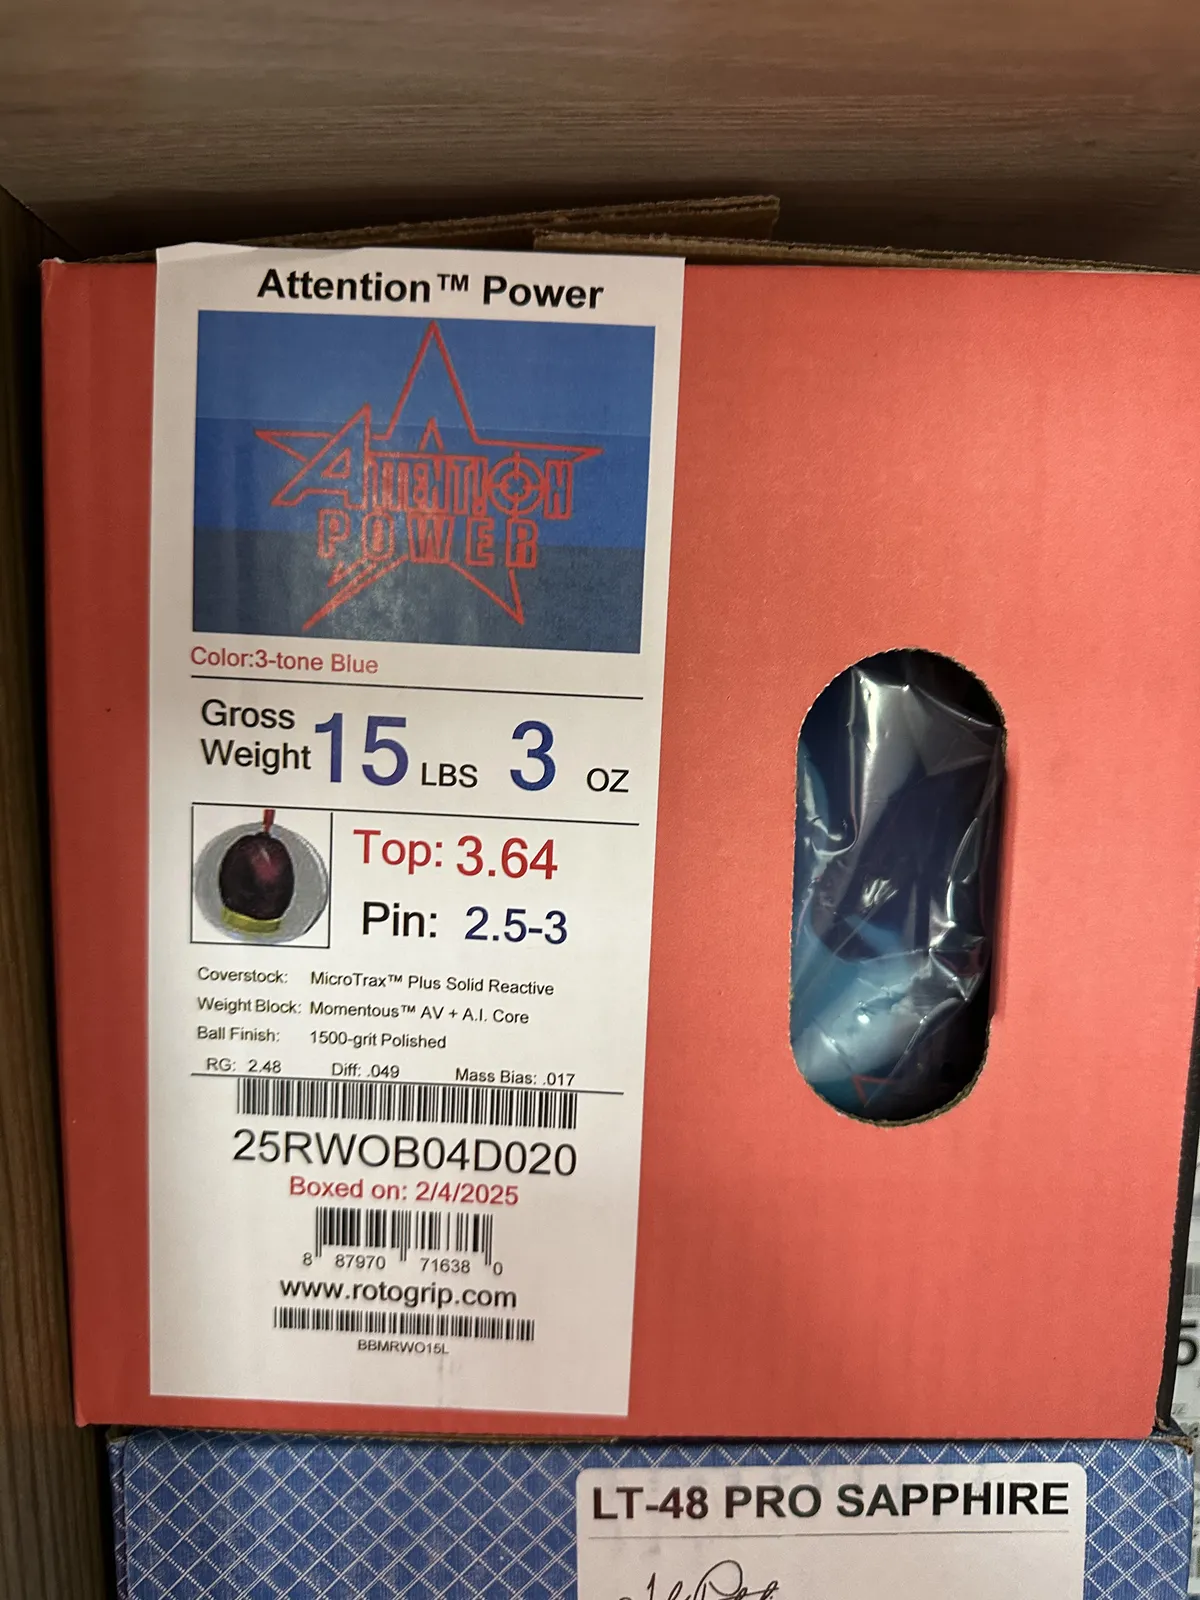 Attention™ Power
ATTENTION
POWER
Color:3-tone Blue
Gross Weight 15 LBS 3 OZ
Top: 3.64
Pin: 2.5-3
Coverstock: MicroTrax™ Plus Solid Reactive
Weight Block: Momentous™ AV + A.I. Core
Ball Finish: 1500-grit Polished
RG: 2.48 Diff: .049 Mass Bias: .017
25RWOB04D020
Boxed on: 2/4/2025
8 87970 71638 0
www.rotogrip.com
BBMRWO15L
LT-48 PRO SAPPHIRE